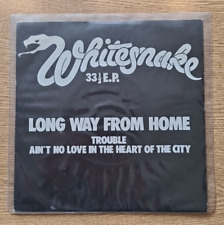 Whitesnake
33⅓ E.P.
LONG WAY FROM HOME
TROUBLE
AIN'T NO LOVE IN THE HEART OF THE CITY